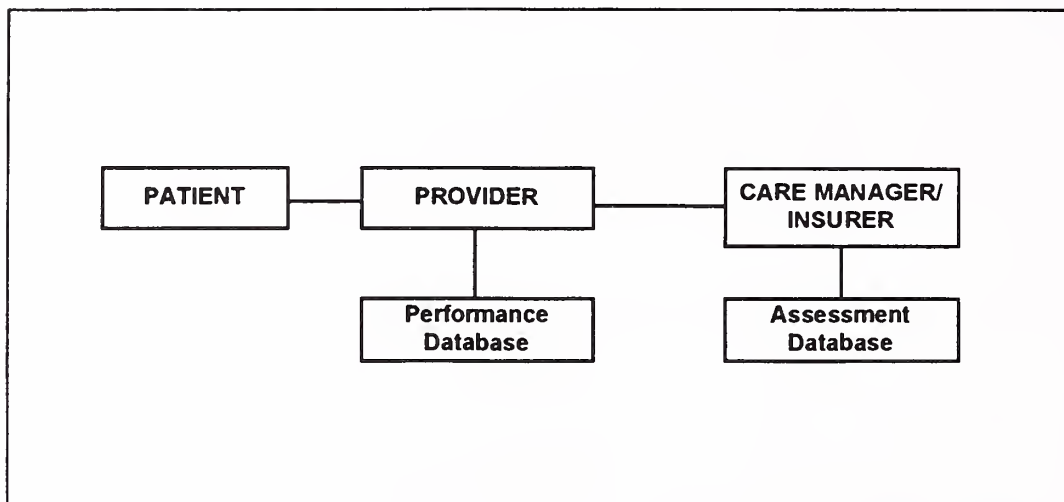 PATIENT
PROVIDER
CARE MANAGER/
INSURER
Performance
Database
Assessment
Database